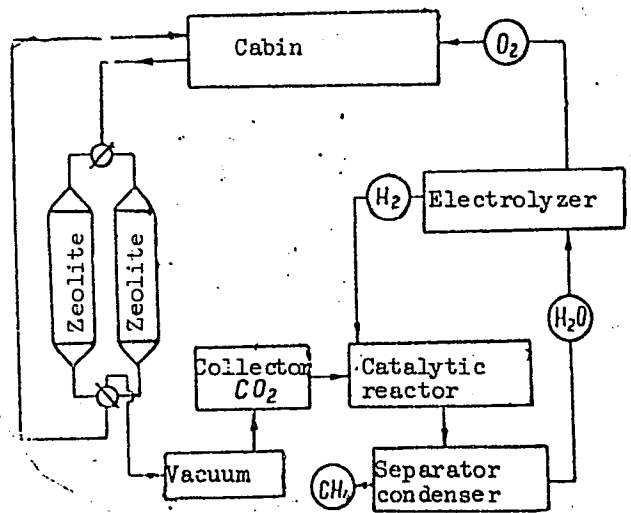 Cabin
O2
Electrolyzer
H2
Zeolite
Zeolite
H2O
Collector
CO2
Catalytic
reactor
Vacuum
Separator
condenser
CH4